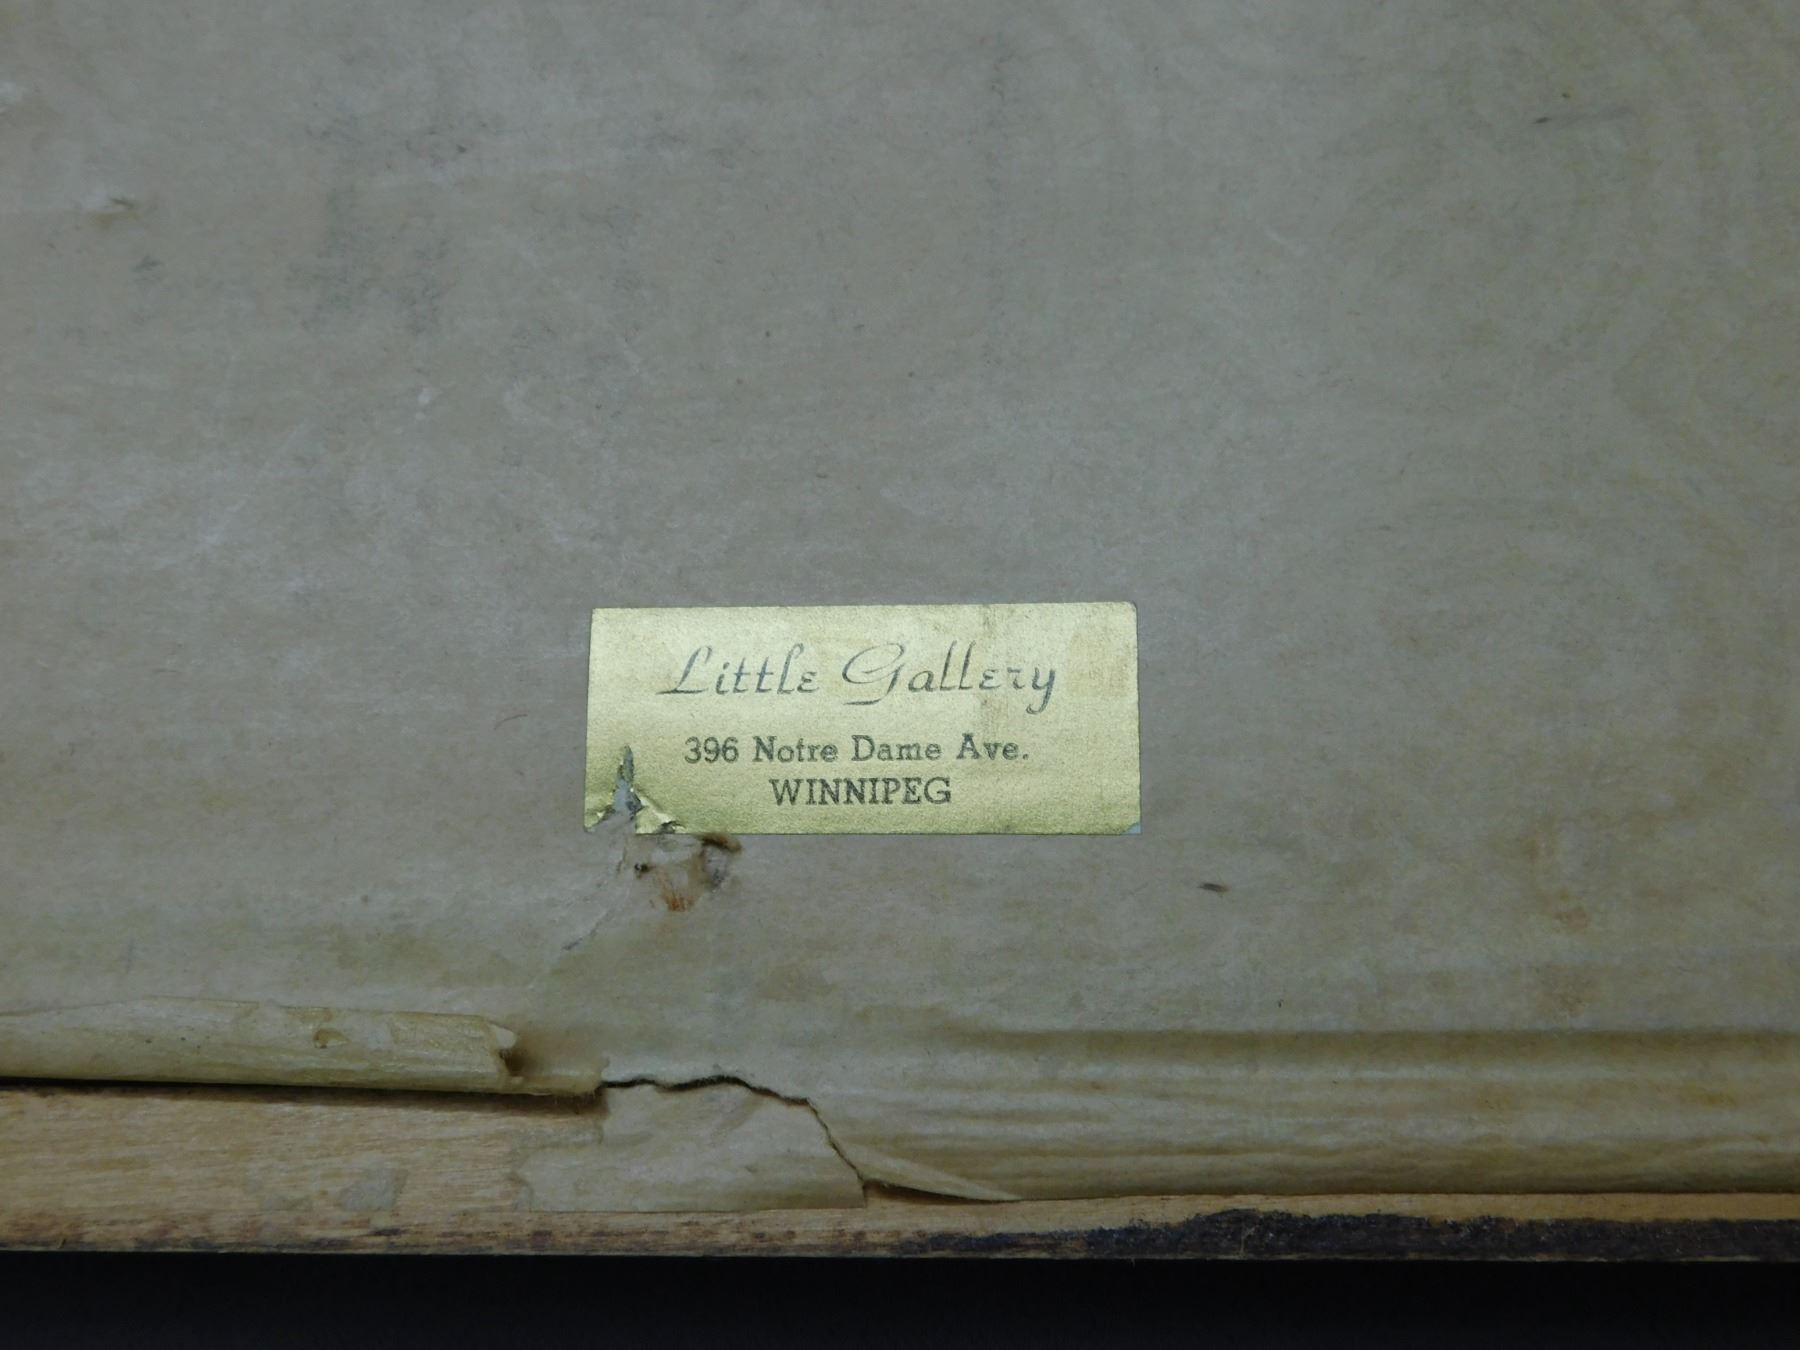 Little Gallery
396 Notre Dame Ave.
WINNIPEG